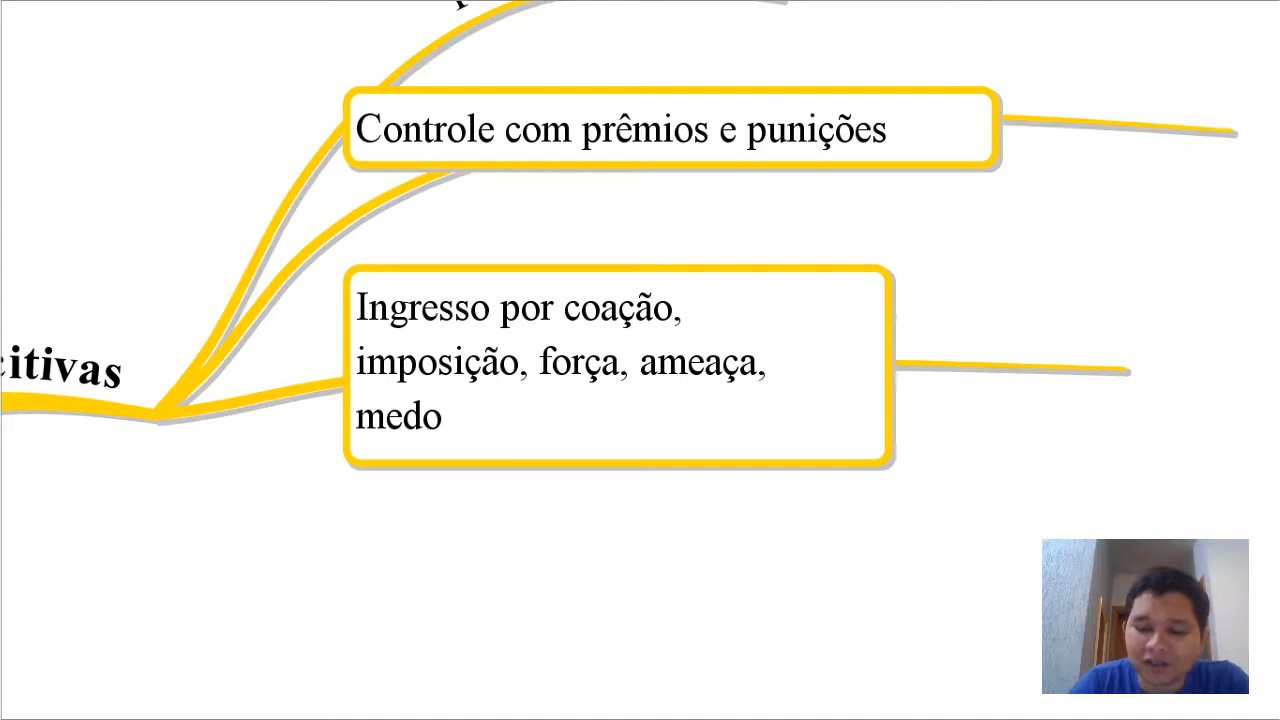 Controle com prêmios e punições
Ingresso por coação,
imposição, força, ameaça,
medo
citivas